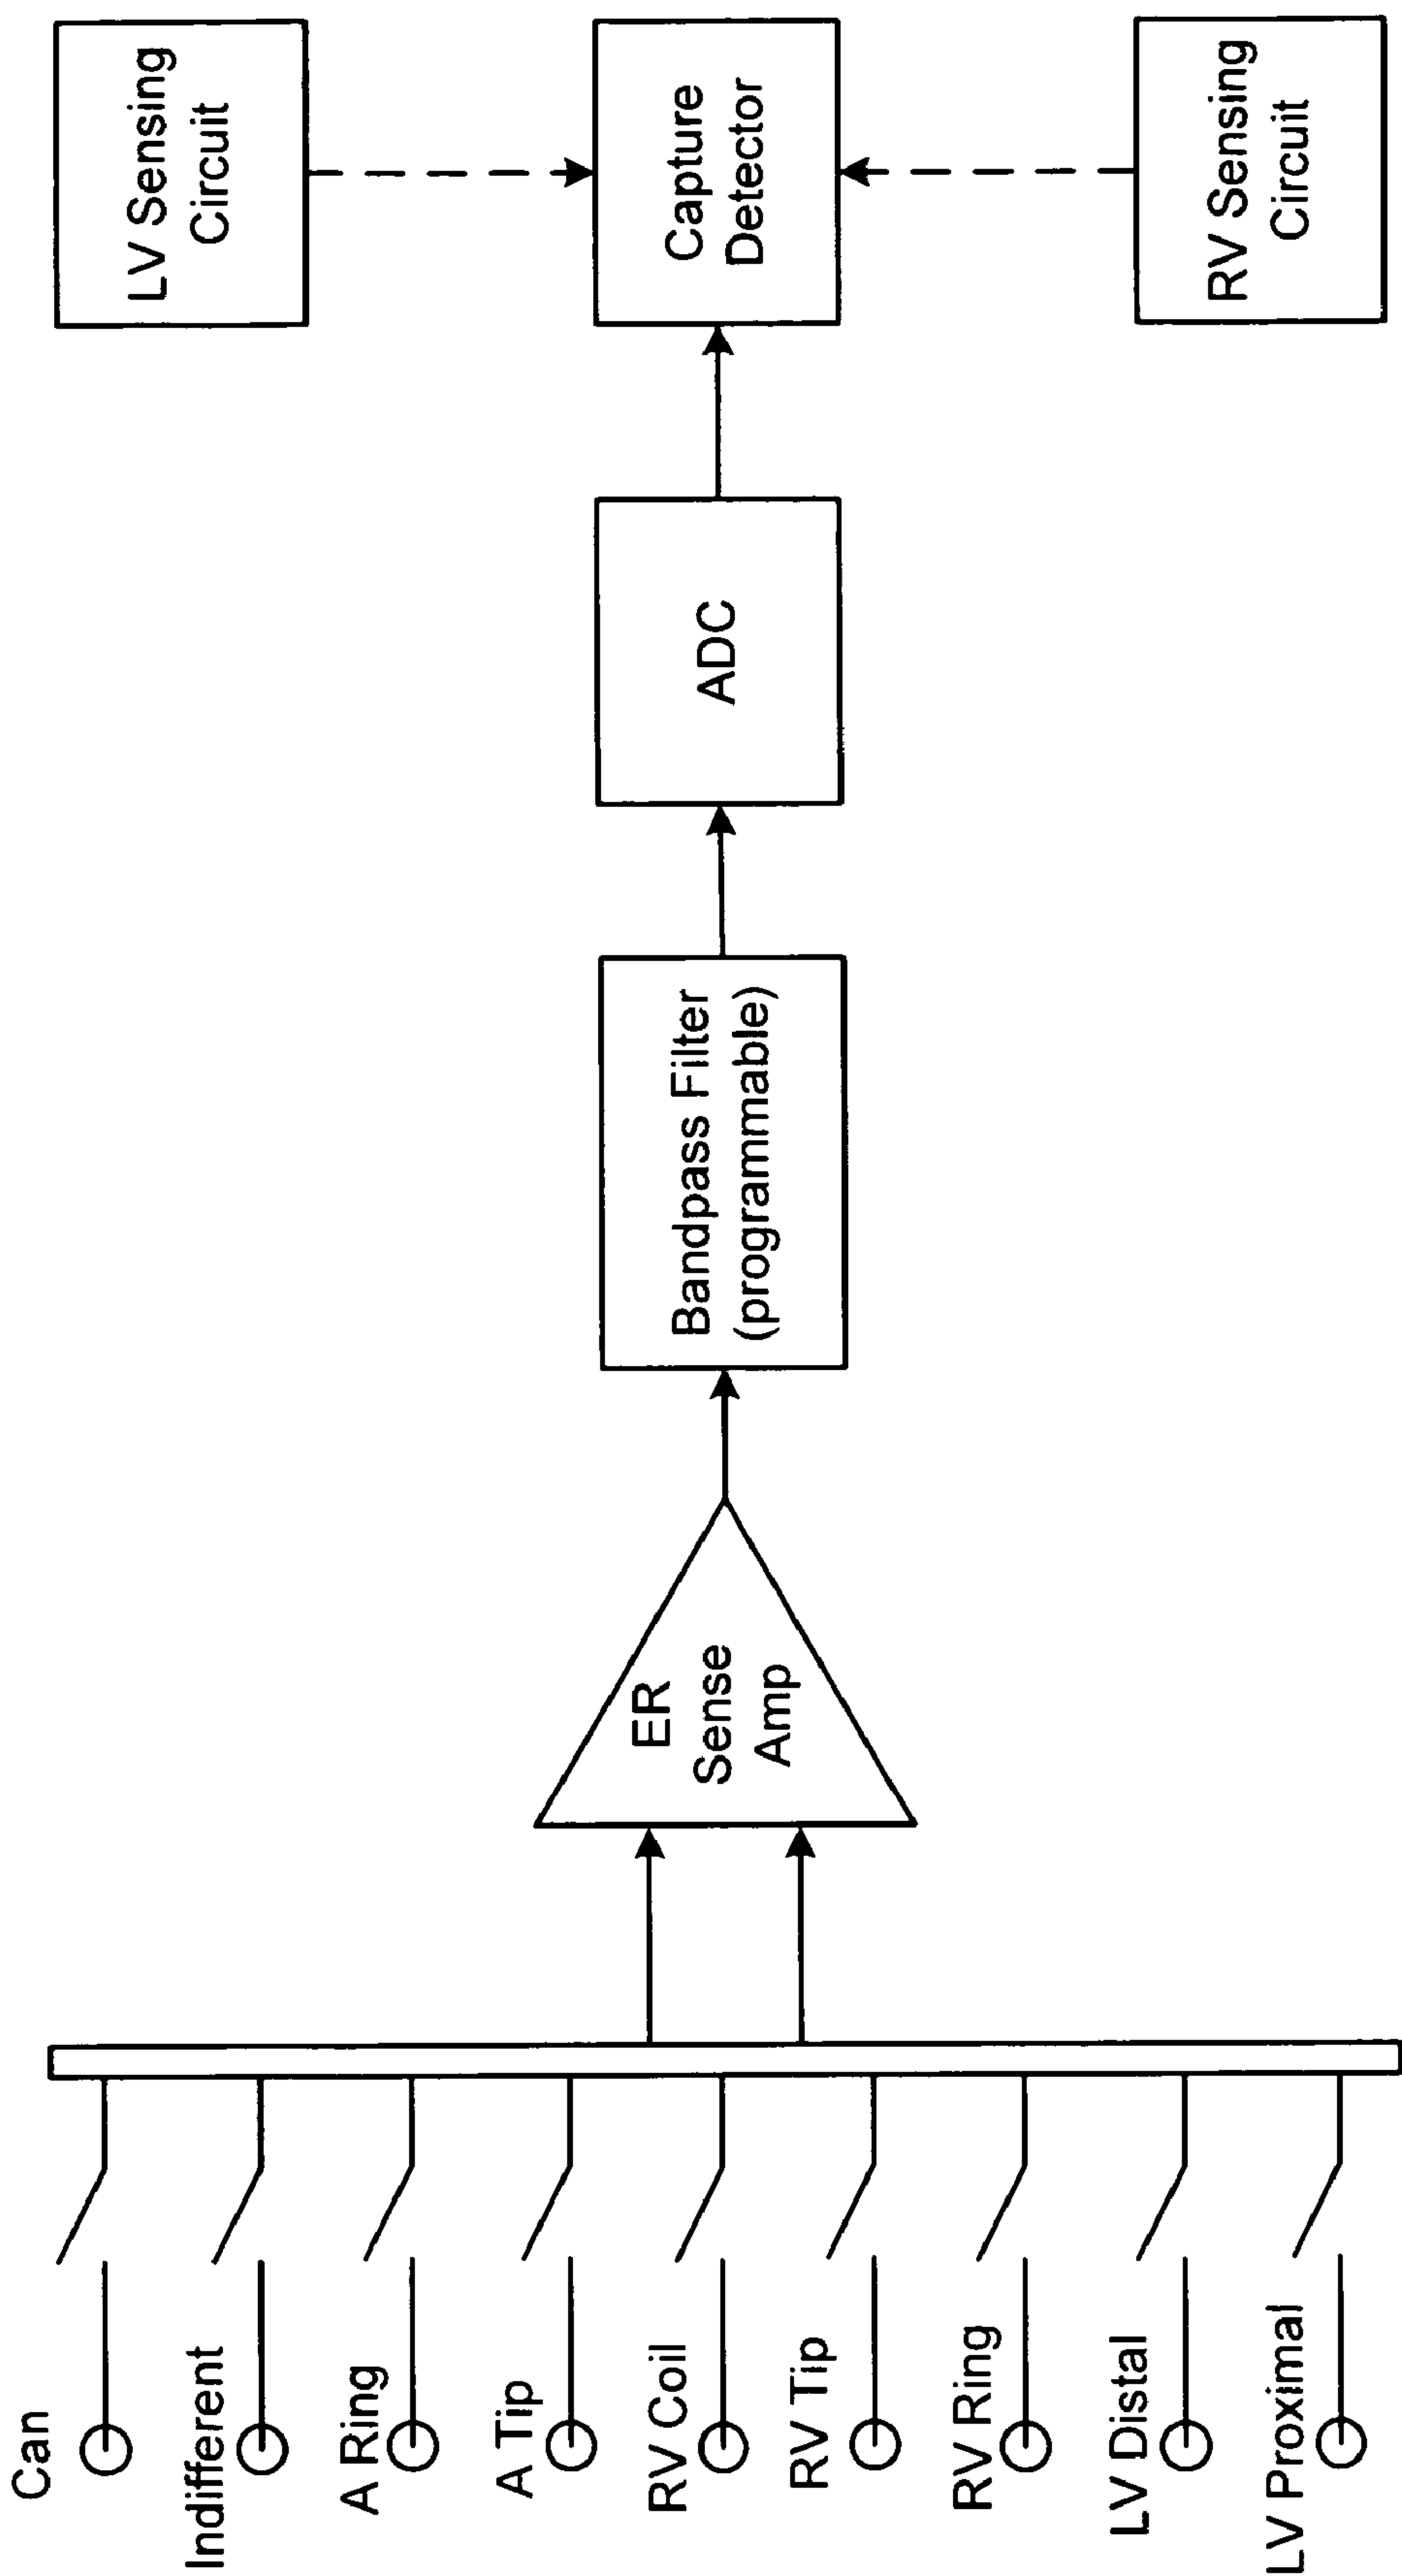 Can
Indifferent
A Ring
A Tip
RV Coil
RV Tip
RV Ring
LV Distal
LV Proximal
ER
Sense
Amp
Bandpass Filter
(programmable)
ADC
LV Sensing
Circuit
Capture
Detector
RV Sensing
Circuit